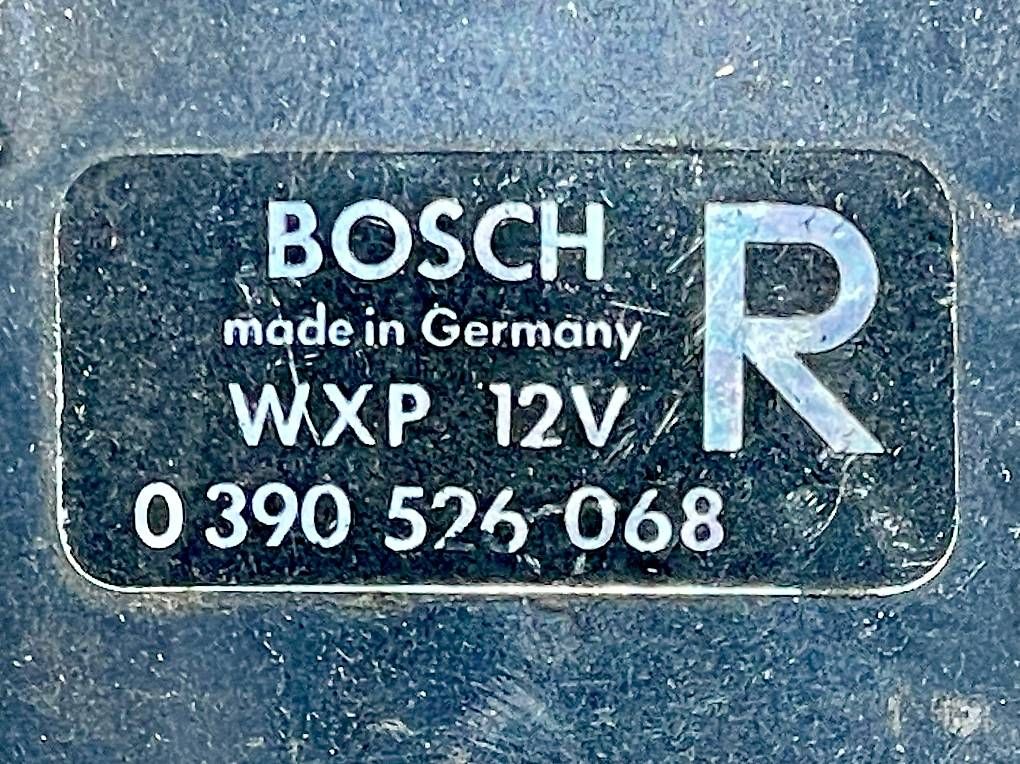 BOSCH
R
made in Germany
WXP 12V
0 390 526 068